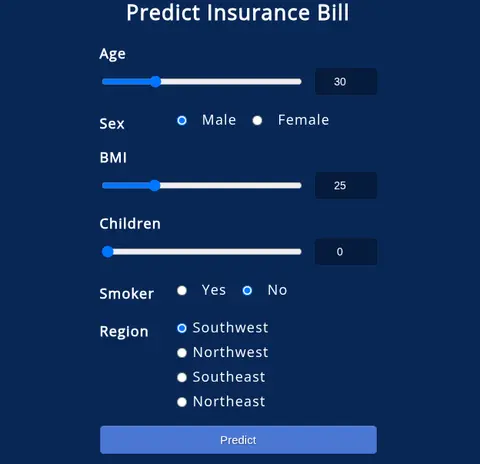 Predict Insurance Bill
Age
30
Sex Male Female
BMI
25
Children
0
Smoker Yes No
Region Southwest
Northwest
Southeast
Northeast
Predict